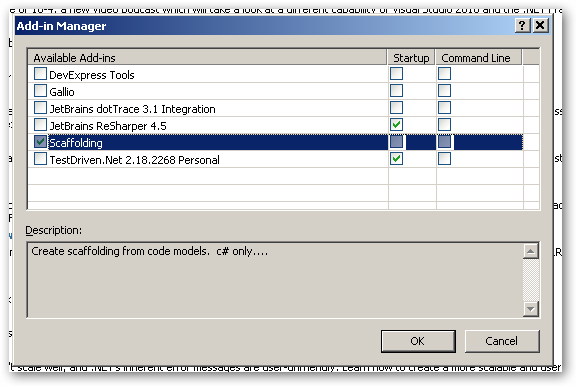 e of 10-4, a new video podcast which will take a look at a different capability of Visual Studio 2010 and the .NET Fra
Add-in Manager
Available Add-ins Startup Command Line
DevExpress Tools
Gallio
JetBrains dotTrace 3.1 Integration
JetBrains ReSharper 4.5
Scaffolding
TestDriven.Net 2.18.2268 Personal
Description:
Create scaffolding from code models. c# only....
OK Cancel
t scale well, and .NET's inherent error messages are user-unfriendly. Learn how to create a more scalable and user